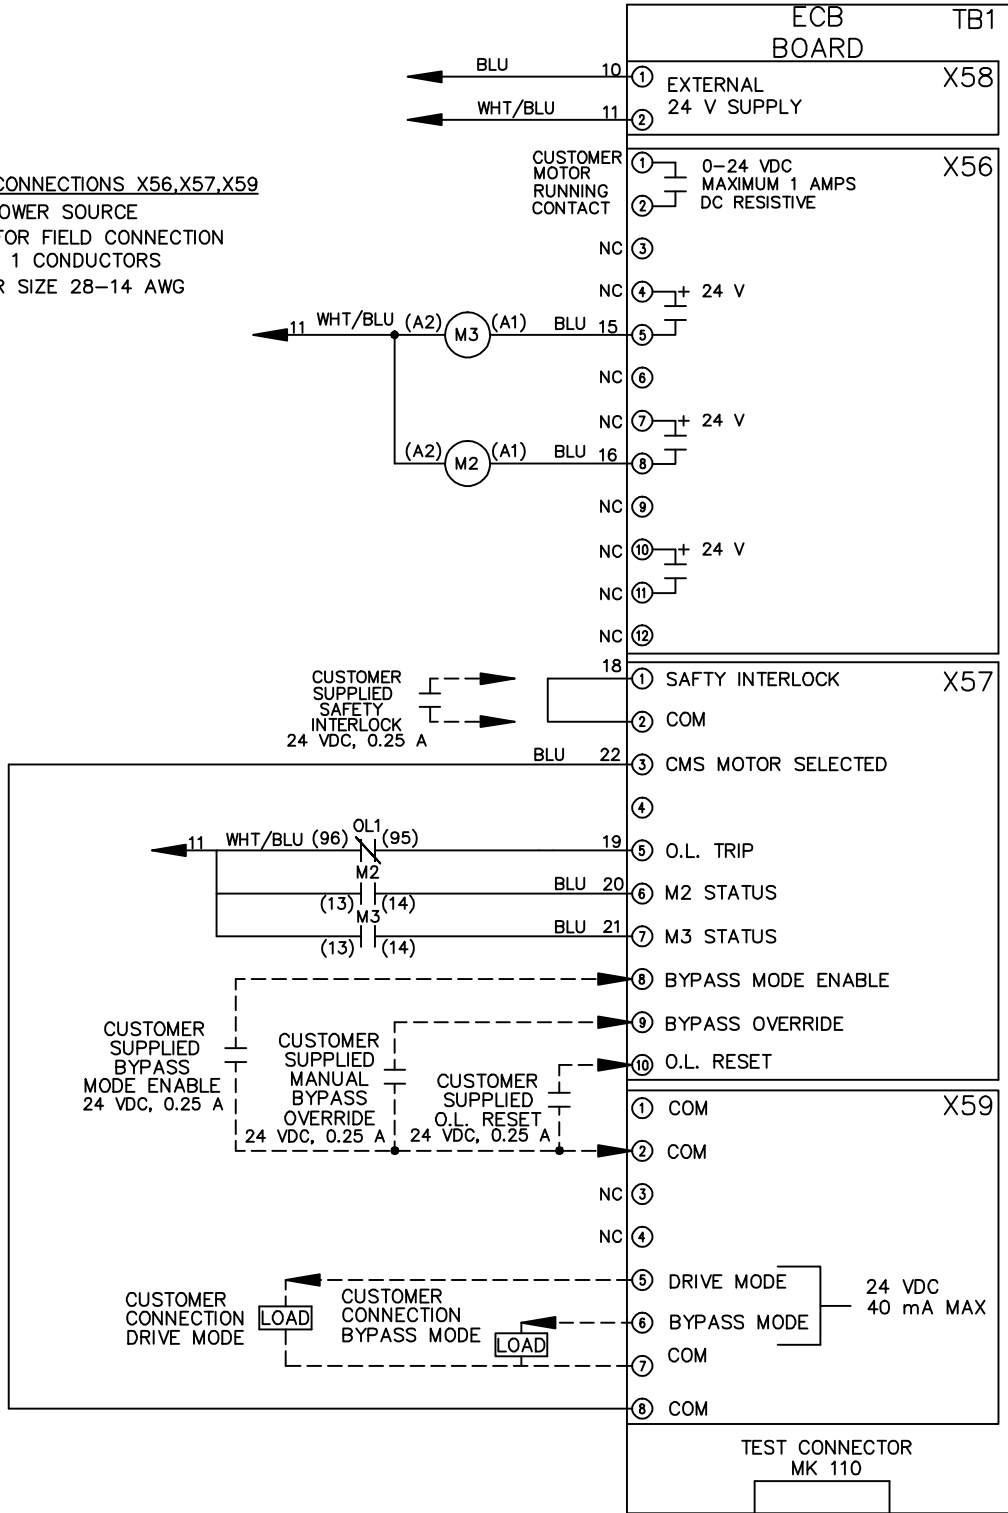 ECB TB1
BOARD
X58
BLU 10 1 EXTERNAL
24 V SUPPLY
WHT/BLU 11 2
X56
CUSTOMER
MOTOR
RUNNING
CONTACT
1
2
0-24 VDC
MAXIMUM 1 AMPS
DC RESISTIVE
CONNECTIONS X56,X57,X59
OWER SOURCE
FOR FIELD CONNECTION
1 CONDUCTORS
R SIZE 28-14 AWG
NC 3
NC 4 + 24 V
11 WHT/BLU (A2) M3 (A1) BLU 15 5
NC 6
NC 7 + 24 V
(A2) M2 (A1) BLU 16 8
NC 9
NC 10 + 24 V
NC 11
NC 12
X57
18 1 SAFTY INTERLOCK
2 COM
CUSTOMER
SUPPLIED
SAFETY
INTERLOCK
24 VDC, 0.25 A
BLU 22 3 CMS MOTOR SELECTED
4
11 WHT/BLU (96) OL1 (95) 19 5 O.L. TRIP
M2
(13) (14) BLU 20 6 M2 STATUS
M3
(13) (14) BLU 21 7 M3 STATUS
8 BYPASS MODE ENABLE
9 BYPASS OVERRIDE
10 O.L. RESET
CUSTOMER
SUPPLIED
BYPASS
MODE ENABLE
24 VDC, 0.25 A
CUSTOMER
SUPPLIED
MANUAL
BYPASS
OVERRIDE
24 VDC, 0.25 A
CUSTOMER
SUPPLIED
O.L. RESET
24 VDC, 0.25 A
X59
1 COM
2 COM
NC 3
NC 4
5 DRIVE MODE
6 BYPASS MODE
24 VDC
40 mA MAX
7 COM
8 COM
CUSTOMER
CONNECTION
DRIVE MODE
LOAD
CUSTOMER
CONNECTION
BYPASS MODE
LOAD
TEST CONNECTOR
MK 110